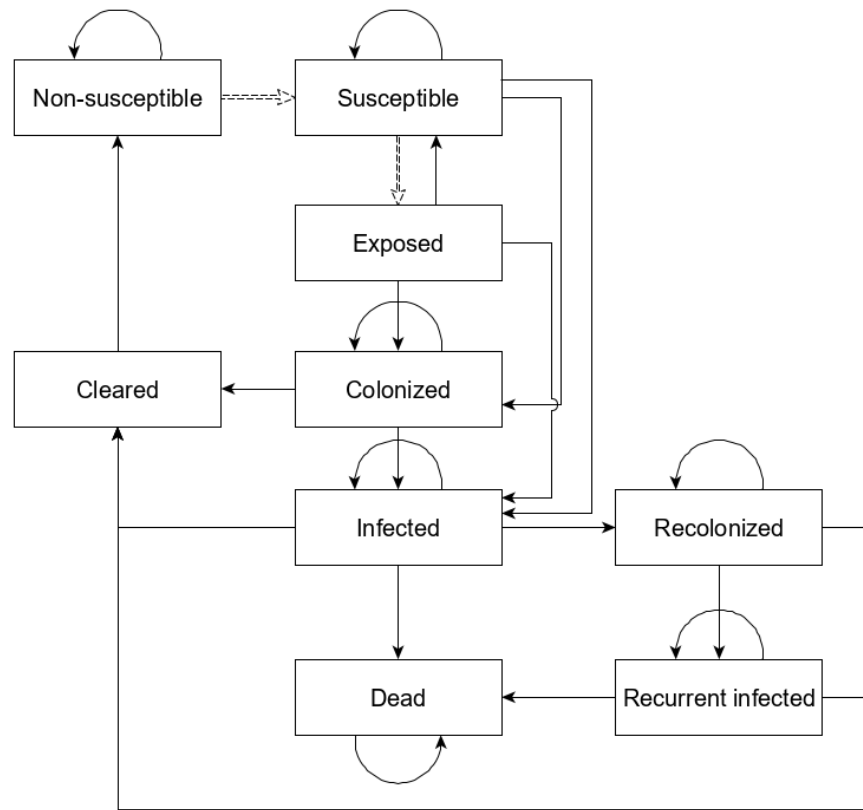 Non-susceptible
Susceptible
Exposed
Cleared
Colonized
Infected
Recolonized
Dead
Recurrent infected